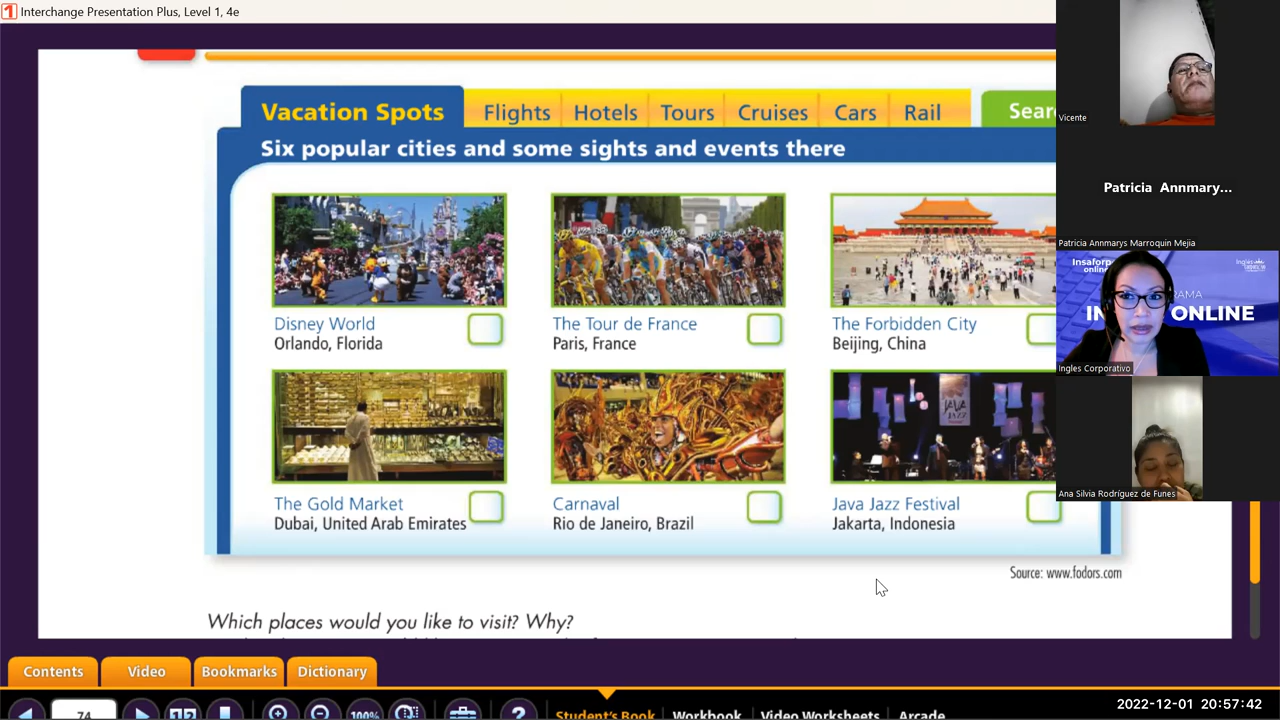 Interchange Presentation Plus, Level 1, 4e
Vacation Spots
Flights
Hotels
Tours
Cruises
Cars
Rail
Six popular cities and some sights and events there
Disney World
Orlando, Florida
The Tour de France
Paris, France
The Forbidden City
Beijing, China
The Gold Market
Dubai, United Arab Emirates
Carnaval
Rio de Janeiro, Brazil
Java Jazz Festival
Jakarta, Indonesia
Source: www.fodors.com
Which places would you like to visit? Why?
Vicente
Patricia Annmary...
Patricia Annmarys Marroquin Mejia
Insaforp
online
ONLINE
Ingles Corporativo
Ana Silvia Rodríguez de Funes
Contents
Video
Bookmarks
Dictionary
74
100%
?
Student's Book
Workbook
Video Worksheets
Arcade
2022-12-01 20:57:42